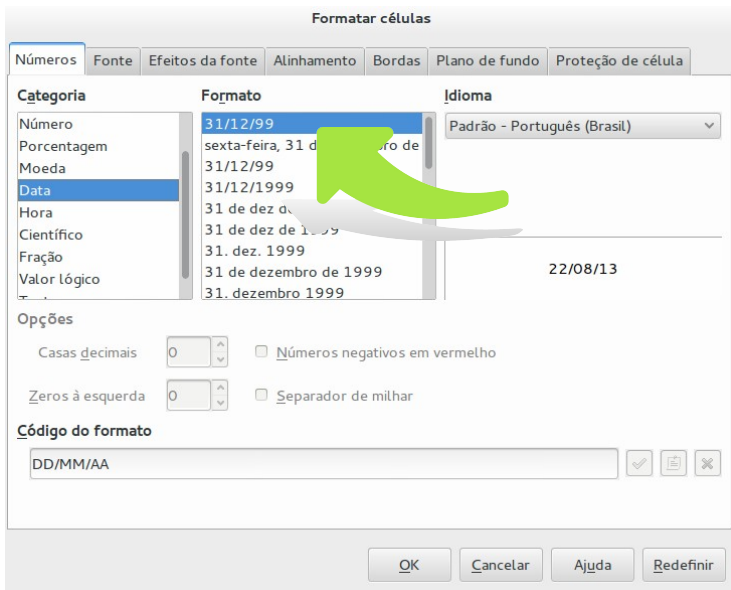 Formatar células
Números Fonte Efeitos da fonte Alinhamento Bordas Plano de fundo Proteção de célula
Categoria Formato Idioma
Número
Porcentagem
Moeda
Data
Hora
Científico
Fração
Valor lógico
31/12/99
sexta-feira, 31 d ro de
31/12/99
31/12/1999
31 de dez d
31 de dez de 1999
31. dez. 1999
31 de dezembro de 1999
31. dezembro 1999
Padrão - Português (Brasil)
22/08/13
Opções
Casas decimais 0 Números negativos em vermelho
Zeros à esquerda 0 Separador de milhar
Código do formato
DD/MM/AA
OK Cancelar Ajuda Redefinir